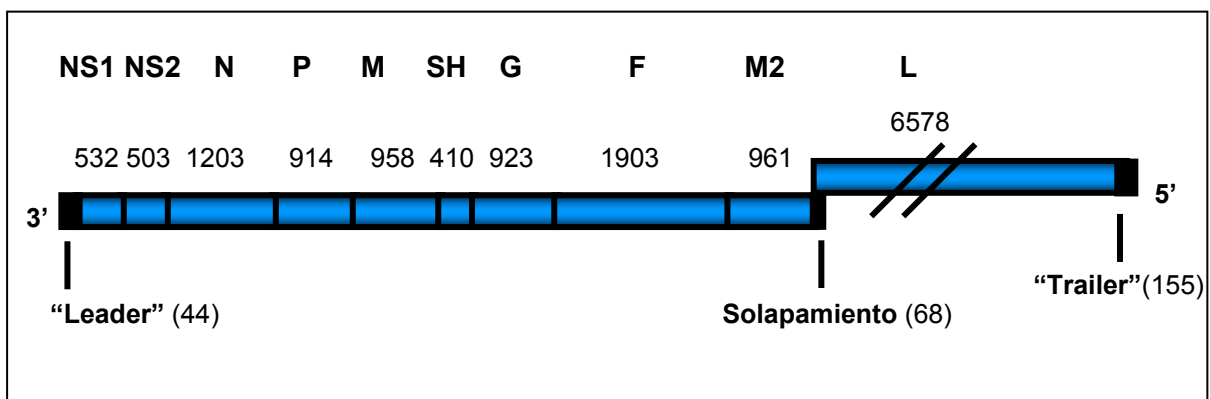 NS1 NS2 N P M SH G F M2 L
6578
532 503 1203 914 958 410 923 1903 961
3’ 5’
“Leader” (44) Solapamiento (68) “Trailer”(155)